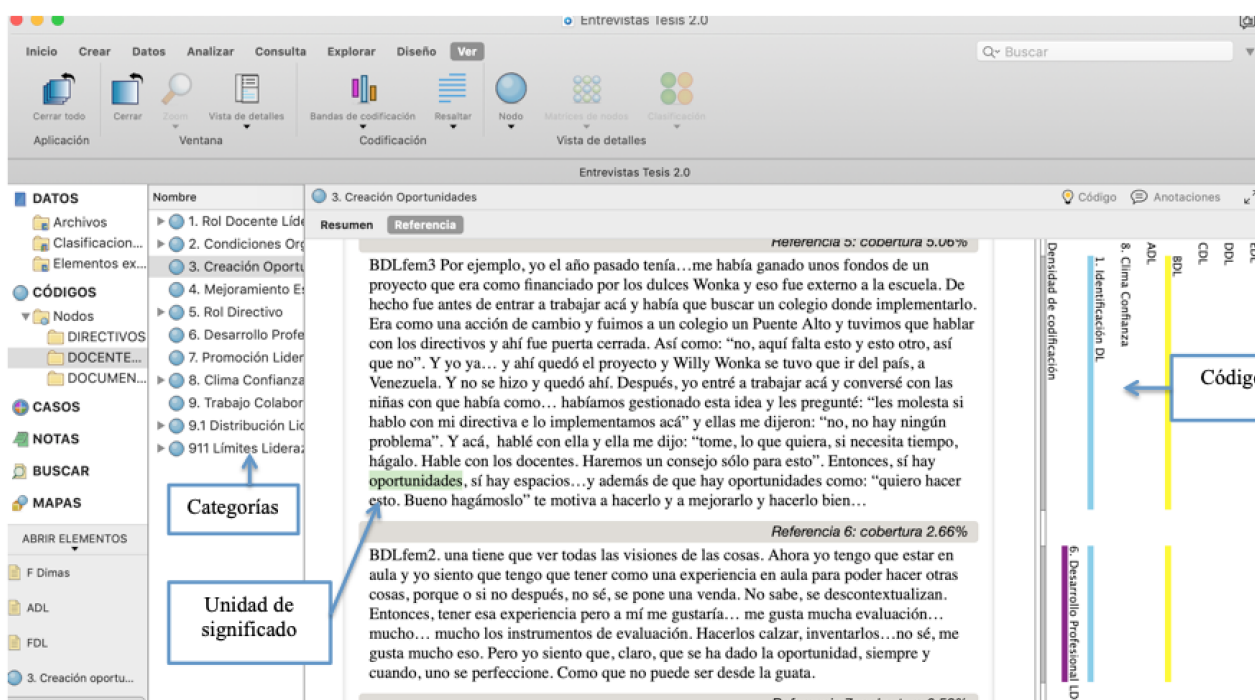 Entrevistas Tesis 2.0
Inicio Crear Datos Analizar Consulta Explorar Diseño Ver
Buscar
Cerrar todo Cerrar Zoom Vista de detalles Bandas de codificación Resaltar Nodo Matrices de nodos Clasificación
Aplicación Ventana Codificación Vista de detalles
Entrevistas Tesis 2.0
DATOS
Archivos
Clasificacion...
Elementos ex...
CÓDIGOS
Nodos
DIRECTIVOS
DOCENTE...
DOCUMEN...
CASOS
NOTAS
BUSCAR
MAPAS
ABRIR ELEMENTOS
F Dimas
ADL
FDL
3. Creación oportu...
Nombre
1. Rol Docente Líde
2. Condiciones Org
3. Creación Oportu
4. Mejoramiento Es
5. Rol Directivo
6. Desarrollo Profe
7. Promoción Lider
8. Clima Confianza
9. Trabajo Colabor
9.1 Distribución Lid
911 Límites Lideraz
Categorías
Unidad de
significado
3. Creación Oportunidades
Código Anotaciones
Resumen Referencia
Referencia 5: cobertura 5.06%
BDLfem3 Por ejemplo, yo el año pasado tenía…me había ganado unos fondos de un
proyecto que era como financiado por los dulces Wonka y eso fue externo a la escuela. De
hecho fue antes de entrar a trabajar acá y había que buscar un colegio donde implementarlo.
Era como una acción de cambio y fuimos a un colegio un Puente Alto y tuvimos que hablar
con los directivos y ahí fue puerta cerrada. Así como: “no, aquí falta esto y esto otro, así
que no”. Y yo ya… y ahí quedó el proyecto y Willy Wonka se tuvo que ir del país, a
Venezuela. Y no se hizo y quedó ahí. Después, yo entré a trabajar acá y conversé con las
niñas con que había como… habíamos gestionado esta idea y les pregunté: “les molesta si
hablo con mi directiva e lo implementamos acá” y ellas me dijeron: “no, no hay ningún
problema”. Y acá, hablé con ella y ella me dijo: “tome, lo que quiera, si necesita tiempo,
hágalo. Hable con los docentes. Haremos un consejo sólo para esto”. Entonces, sí hay
oportunidades, sí hay espacios…y además de que hay oportunidades como: “quiero hacer
esto. Bueno hagámoslo” te motiva a hacerlo y a mejorarlo y hacerlo bien…
Referencia 6: cobertura 2.66%
BDLfem2. una tiene que ver todas las visiones de las cosas. Ahora yo tengo que estar en
aula y yo siento que tengo que tener como una experiencia en aula para poder hacer otras
cosas, porque o si no después, no sé, se pone una venda. No sabe, se descontextualizan.
Entonces, tener esa experiencia pero a mí me gustaría… me gusta mucha evaluación…
mucho… mucho los instrumentos de evaluación. Hacerlos calzar, inventarlos…no sé, me
gusta mucho eso. Pero yo siento que, claro, que se ha dado la oportunidad, siempre y
cuando, uno se perfeccione. Como que no puede ser desde la guata.
Densidad de codificación
1. Identificación DL
8. Clima Confianza
ADL
BDL
CDL
DDL
6. Desarrollo Profesional LD
Código